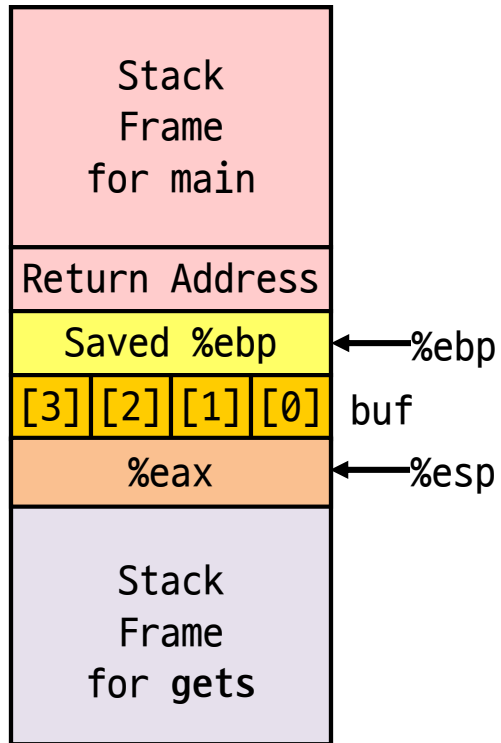 Stack
Frame
for main
Return Address
Saved %ebp
%ebp
[3] [2] [1] [0] buf
%eax
%esp
Stack
Frame
for gets